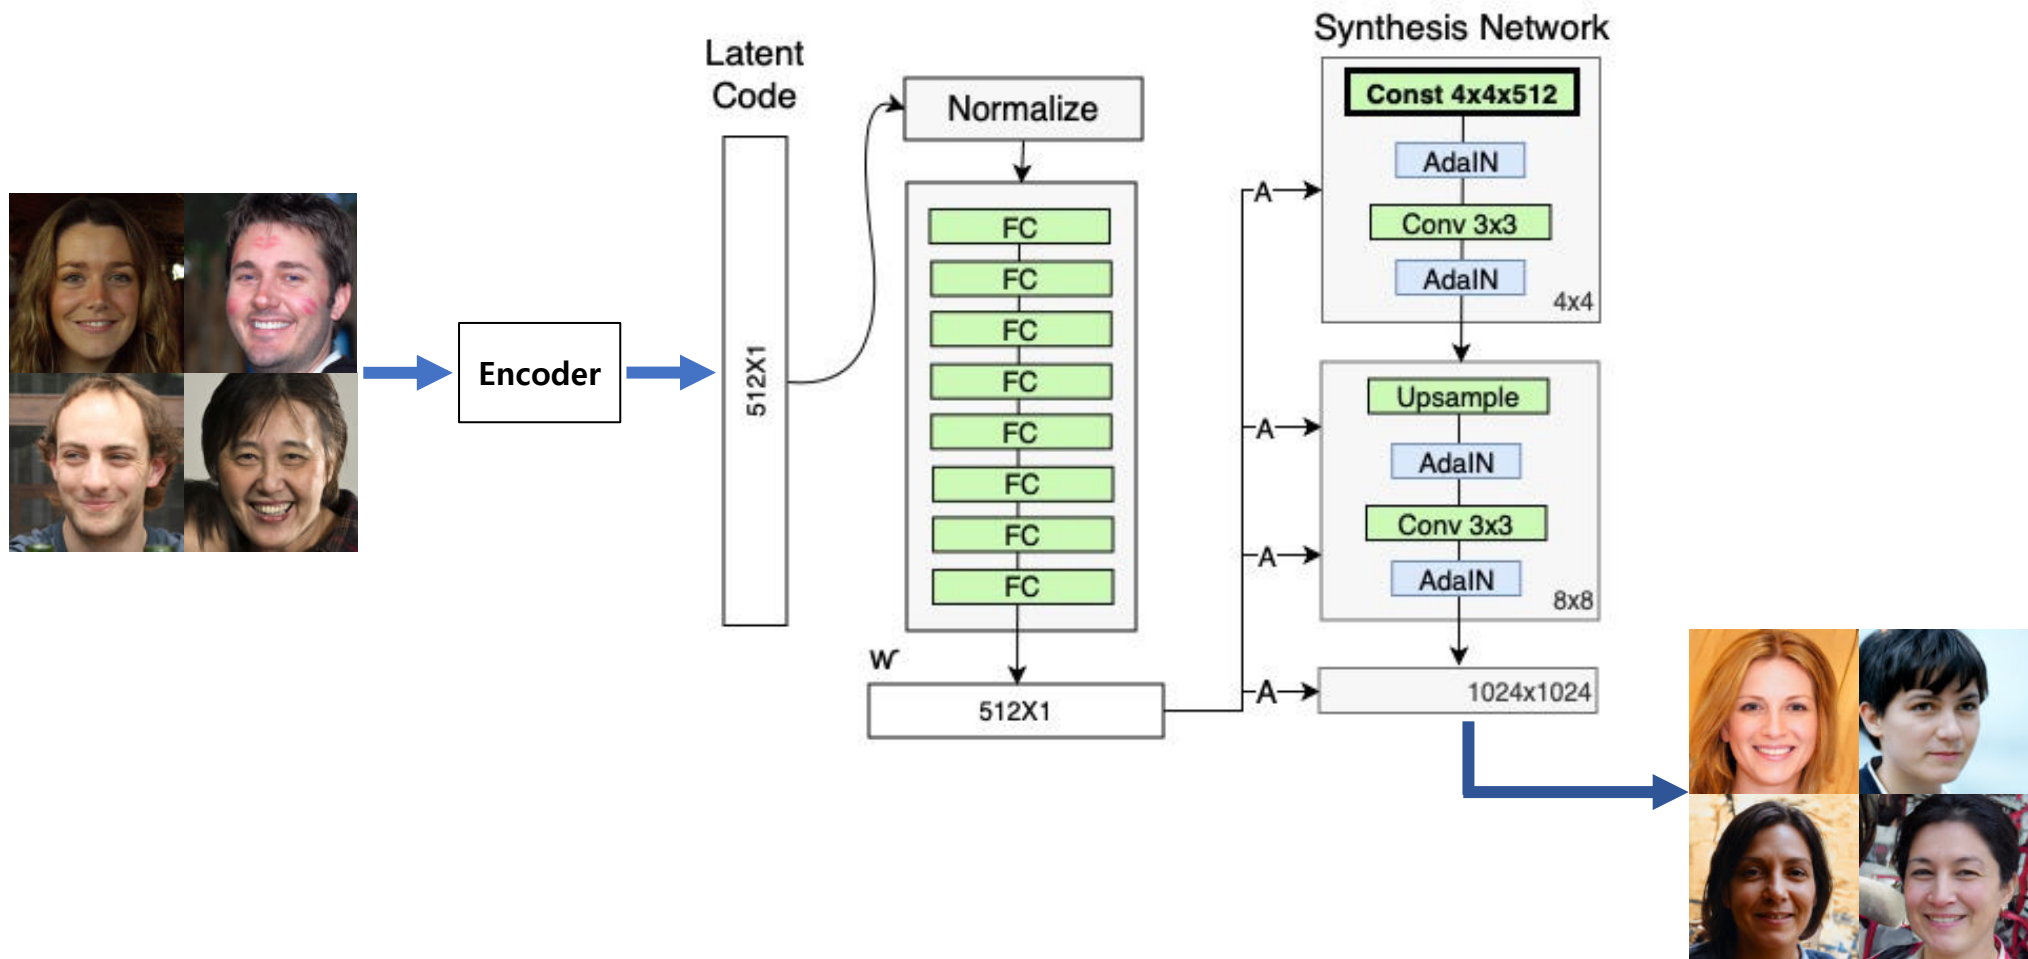 Encoder
Latent
Code
512X1
Normalize
FC
FC
FC
FC
FC
FC
FC
FC
w
512X1
A
A
A
A
Synthesis Network
Const 4x4x512
AdaIN
Conv 3x3
AdaIN
4x4
Upsample
AdaIN
Conv 3x3
AdaIN
8x8
1024x1024